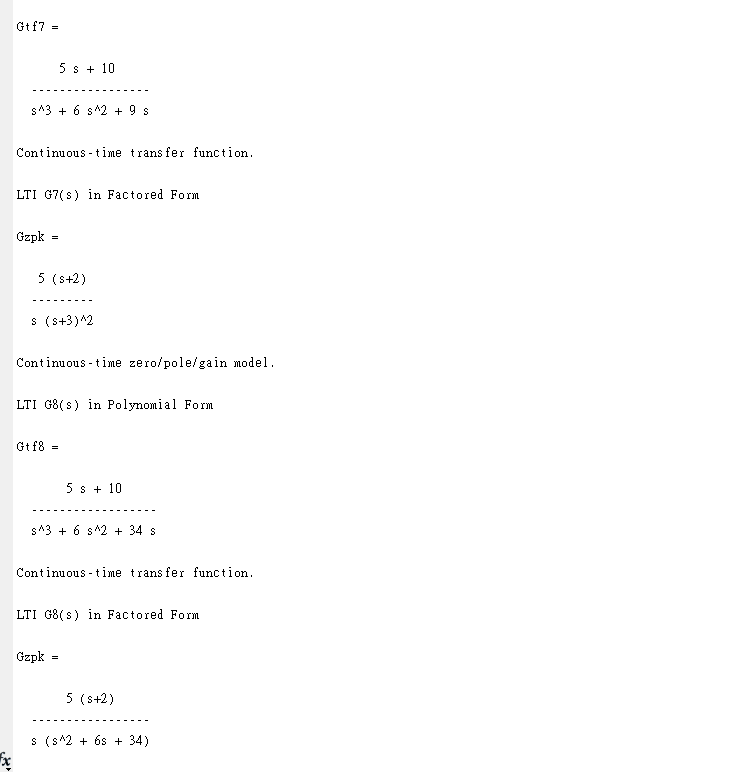 Gtf7 =
5 s + 10
-----------------
s^3 + 6 s^2 + 9 s
Continuous-time transfer function.
LTI G7(s) in Factored Form
Gzpk =
5 (s+2)
---------
s (s+3)^2
Continuous-time zero/pole/gain model.
LTI G8(s) in Polynomial Form
Gtf8 =
5 s + 10
------------------
s^3 + 6 s^2 + 34 s
Continuous-time transfer function.
LTI G8(s) in Factored Form
Gzpk =
5 (s+2)
-----------------
s (s^2 + 6s + 34)
fx